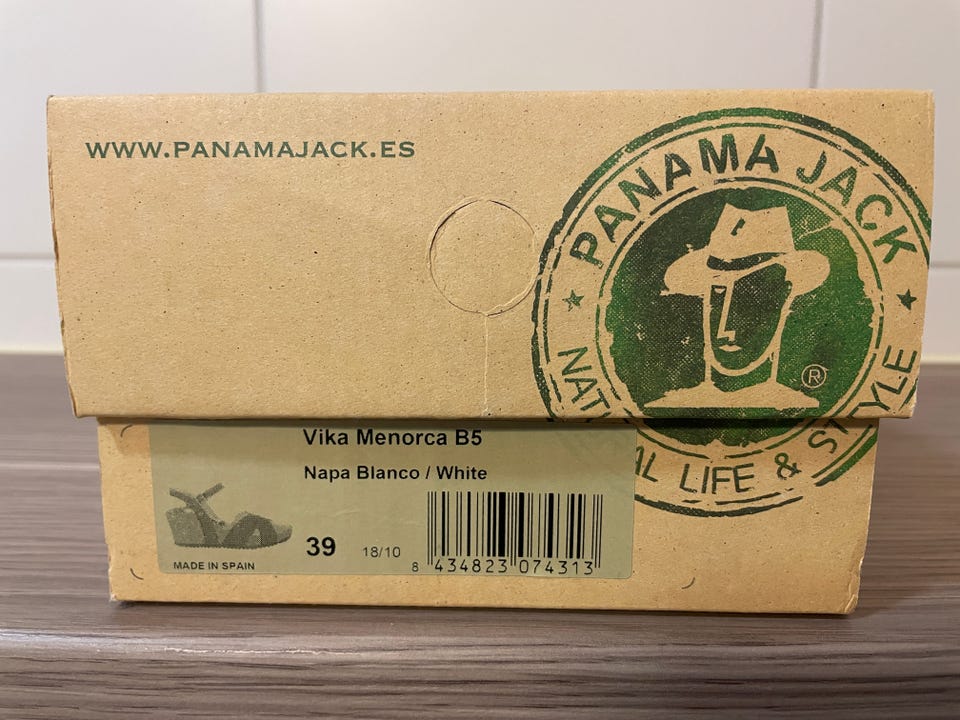 WWW.PANAMAJACK.ES
PANAMA JACK
NATURAL LIFE & STYLE
®
Vika Menorca B5
Napa Blanco / White
39 18/10
MADE IN SPAIN
8 434823 074313